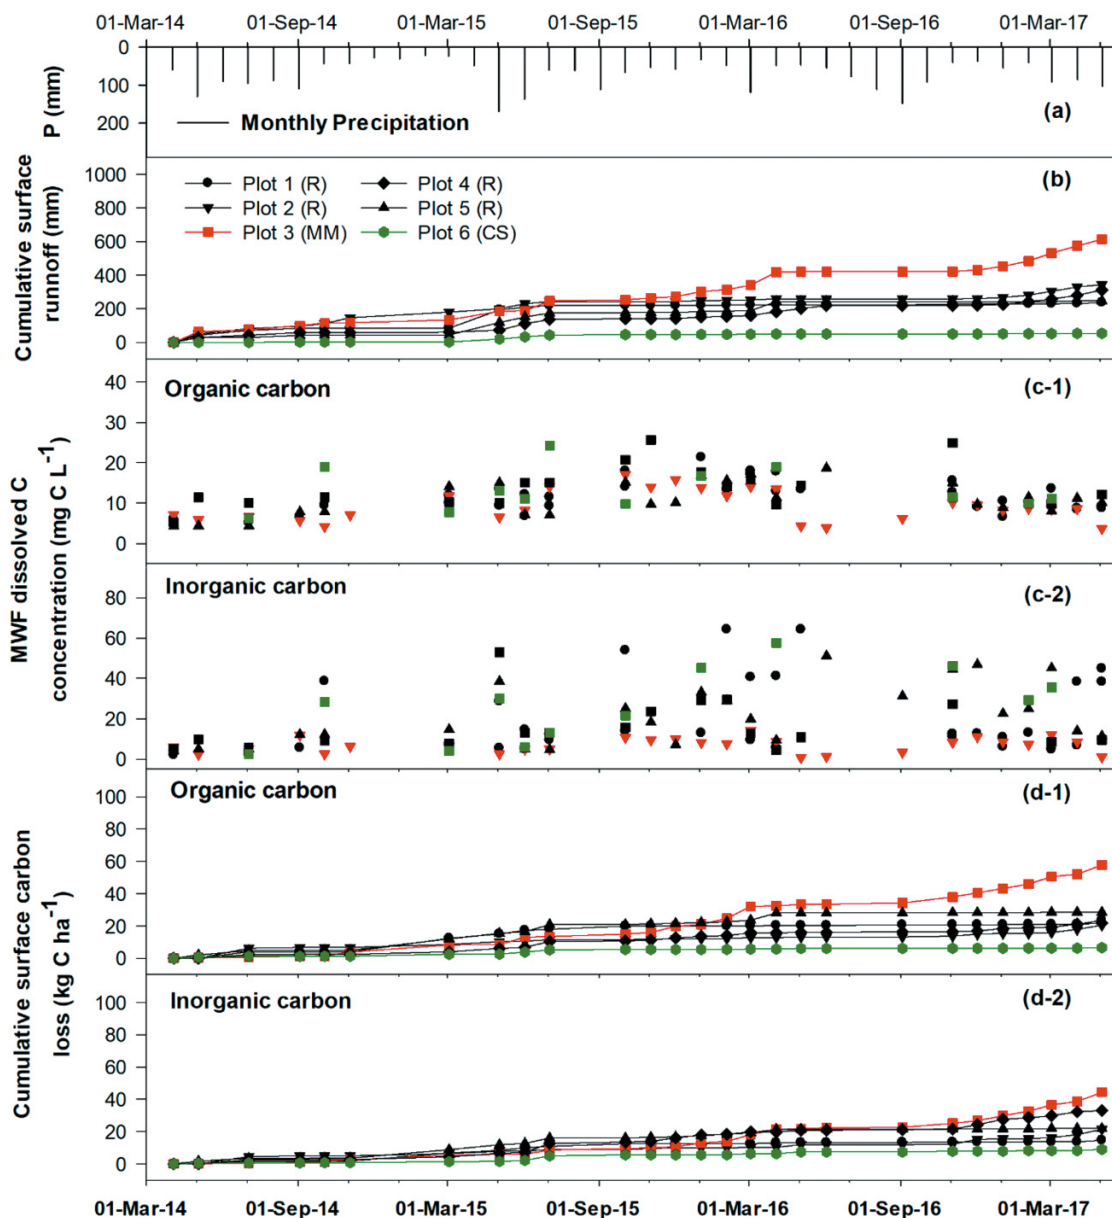 01-Mar-14 01-Sep-14 01-Mar-15 01-Sep-15 01-Mar-16 01-Sep-16 01-Mar-17
P (mm)
0
100
200
Monthly Precipitation
(a)
Cumulative surface
runnoff (mm)
1000
800
600
400
200
0
Plot 1 (R) Plot 4 (R)
Plot 2 (R) Plot 5 (R)
Plot 3 (MM) Plot 6 (CS)
(b)
MWF dissolved C
concentration (mg C L⁻¹)
Organic carbon
(c-1)
40
30
20
10
0
Inorganic carbon
(c-2)
80
60
40
20
0
Cumulative surface carbon
loss (kg C ha⁻¹)
Organic carbon
(d-1)
100
80
60
40
20
0
Inorganic carbon
(d-2)
100
80
60
40
20
0
01-Mar-14 01-Sep-14 01-Mar-15 01-Sep-15 01-Mar-16 01-Sep-16 01-Mar-17